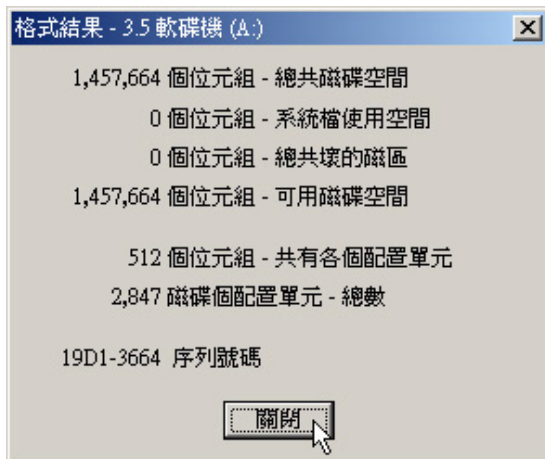 格式結果 - 3.5 軟碟機 (A:)
1,457,664 個位元組 - 總共磁碟空間
0 個位元組 - 系統檔使用空間
0 個位元組 - 總共壞的磁區
1,457,664 個位元組 - 可用磁碟空間
512 個位元組 - 共有各個配置單元
2,847 磁碟個配置單元 - 總數
19D1-3664 序列號碼
關閉